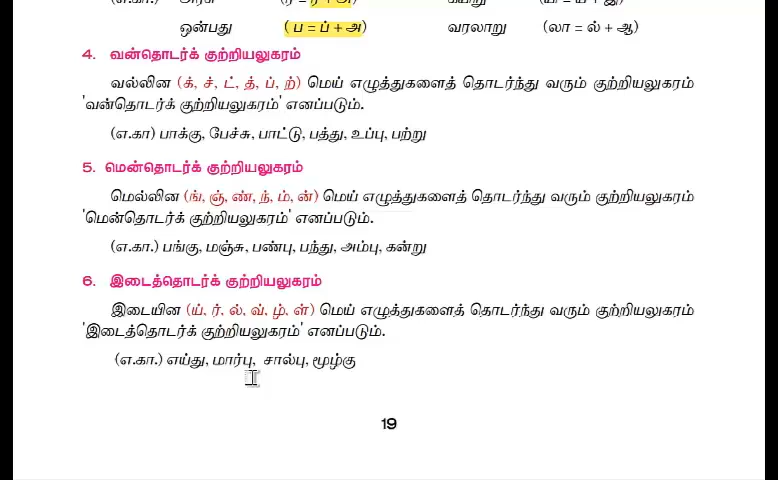 ஒன்பது ( ப = ப் + அ) வரலாறு (லா = ல் + ஆ)
4. வன்தொடர்க் குற்றியலுகரம்
வல்லின (க், ச், ட், த், ப், ற்) மெய் எழுத்துகளைத் தொடர்ந்து வரும் குற்றியலுகரம்
'வன்தொடர்க் குற்றியலுகரம்' எனப்படும்.
(எ.கா) பாக்கு, பேச்சு, பாட்டு, பத்து, உப்பு, பற்று
5. மென்தொடர்க் குற்றியலுகரம்
மெல்லின (ங், ஞ், ண், ந், ம், ன்) மெய் எழுத்துகளைத் தொடர்ந்து வரும் குற்றியலுகரம்
'மென்தொடர்க் குற்றியலுகரம்' எனப்படும்.
(எ.கா.) பங்கு, மஞ்சு, பண்பு, பந்து, அம்பு, கன்று
6. இடைத்தொடர்க் குற்றியலுகரம்
இடையின (ய், ர், ல், வ், ழ், ள்) மெய் எழுத்துகளைத் தொடர்ந்து வரும் குற்றியலுகரம்
'இடைத்தொடர்க் குற்றியலுகரம்' எனப்படும்.
(எ.கா.) எய்து, மார்பு, சால்பு, மூழ்கு
19